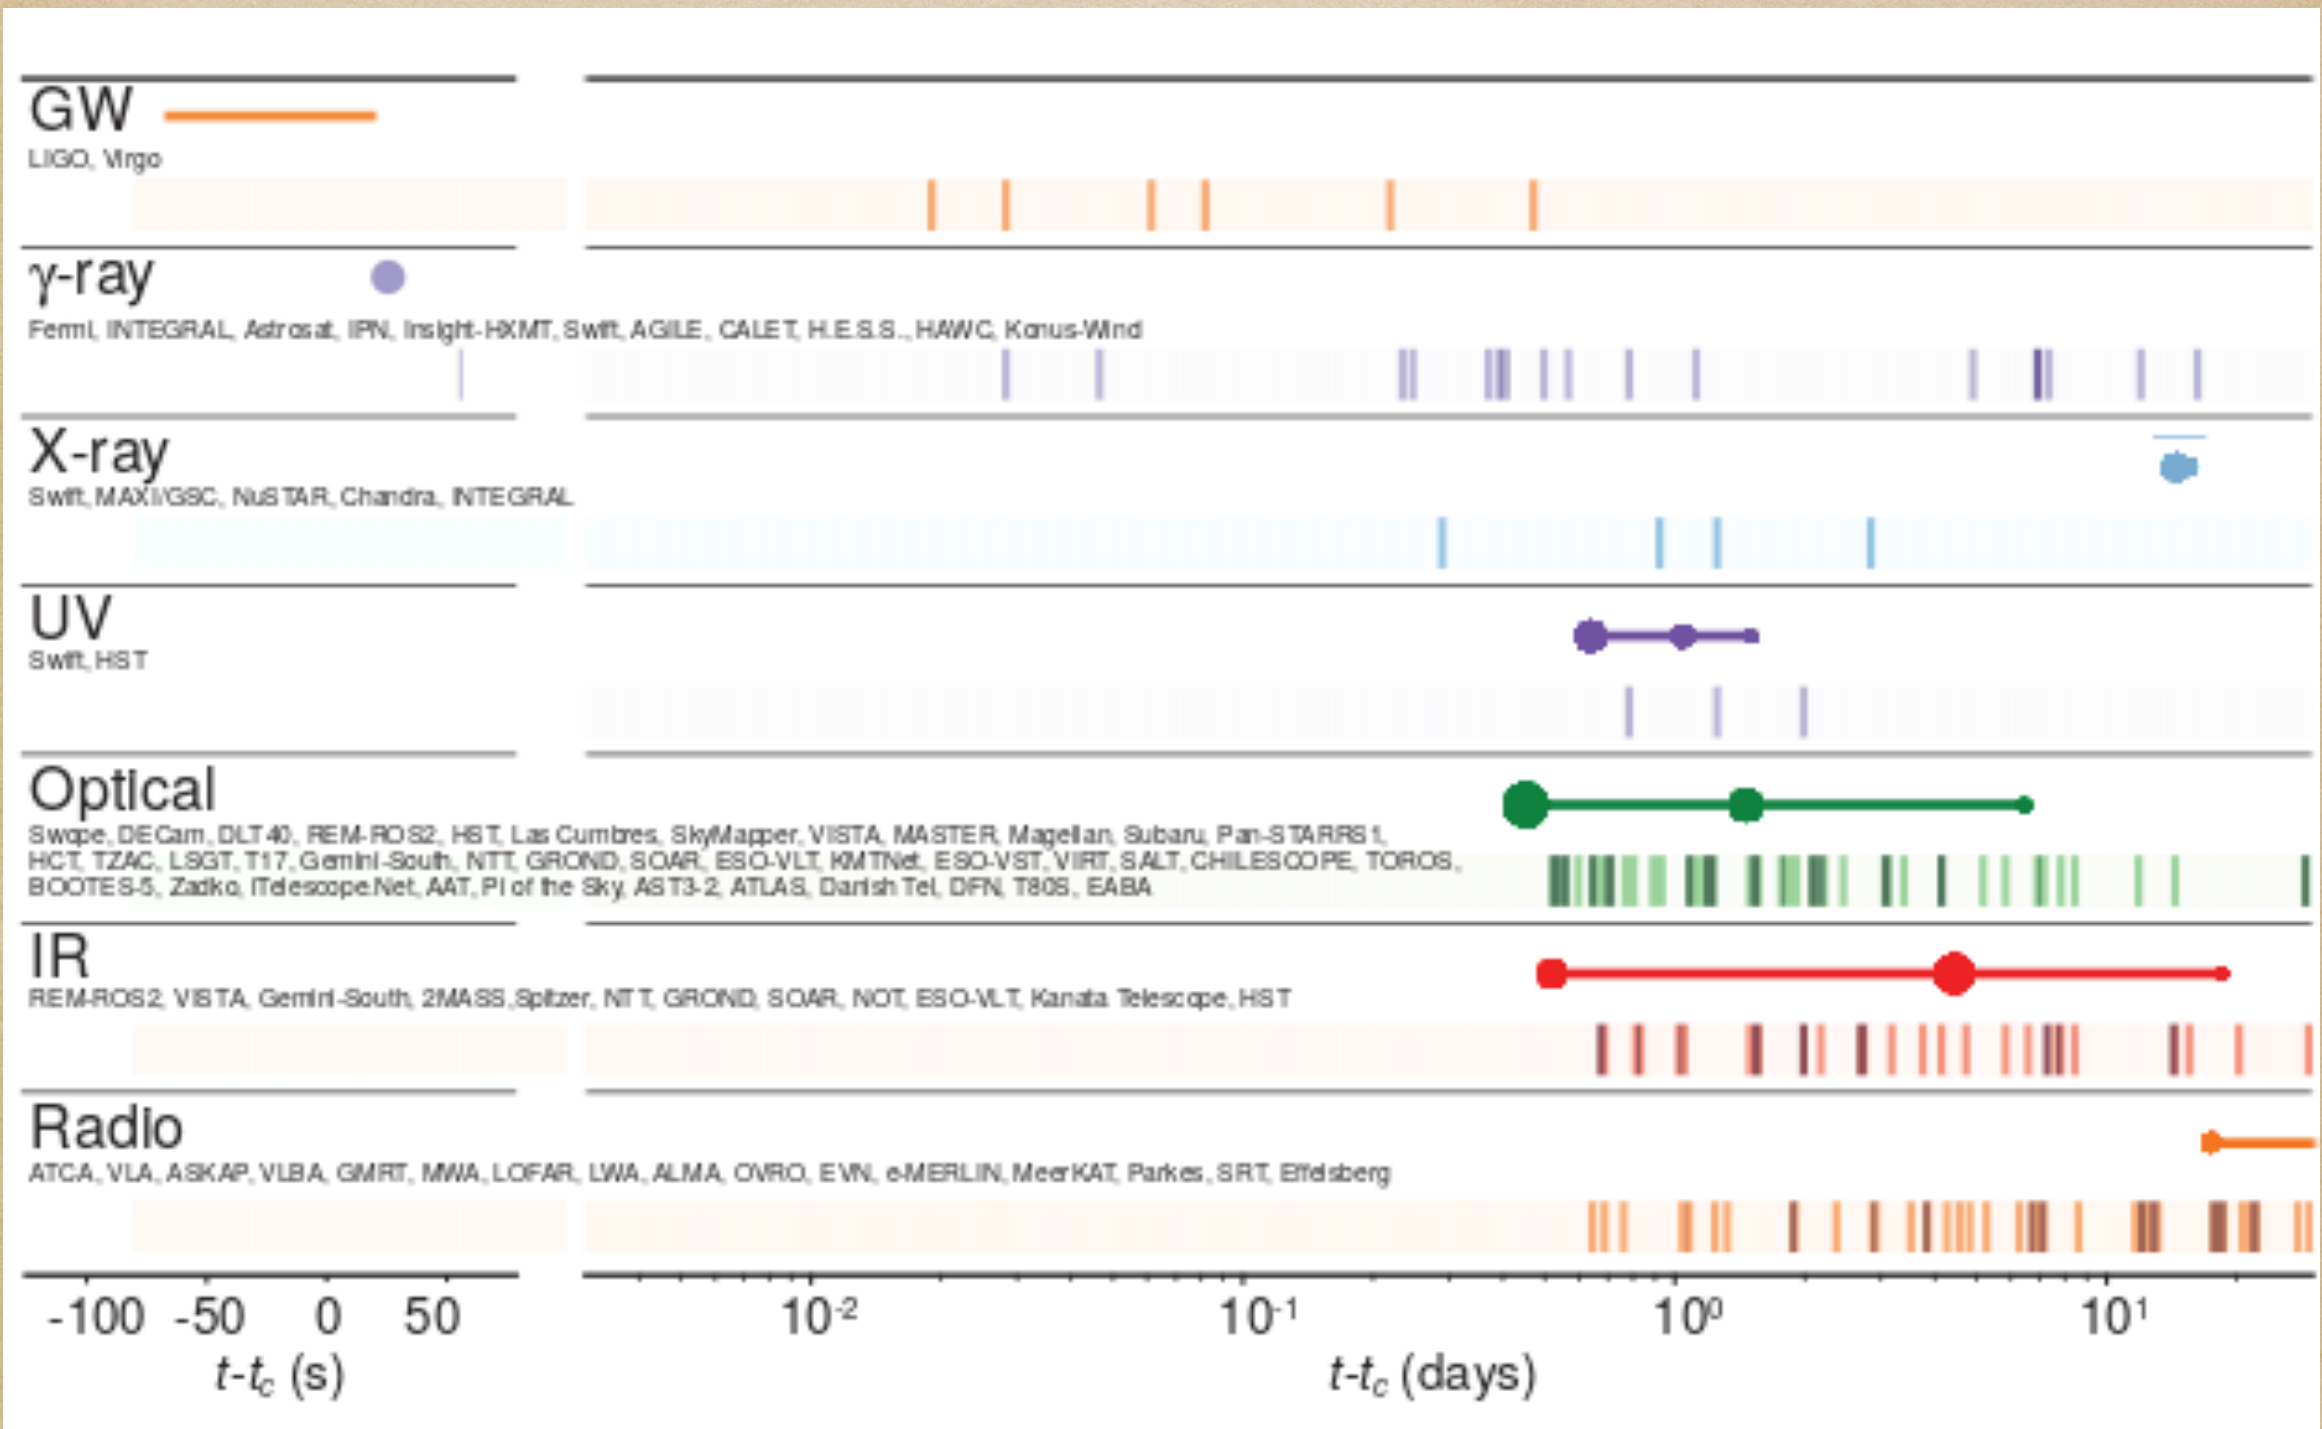 GW
LIGO, Virgo
γ-ray
Fermi, INTEGRAL, Astrosat, IPN, Insight-HXMT, Swift, AGILE, CALET, H.E.S.S., HAWC, Konus-Wind
X-ray
Swift, MAXI/GSC, NuSTAR, Chandra, INTEGRAL
UV
Swift, HST
Optical
Swope, DECam, DLT40, REM-ROS2, HST, Las Cumbres, SkyMapper, VISTA, MASTER, Magellan, Subaru, Pan-STARRS1,
HCT, TZAC, LSGT, T17, Gemini-South, NTT, GROND, SOAR, ESO-VLT, KMTNet, ESO-VST, VIRT, SALT, CHILESCOPE, TOROS,
BOOTES-5, Zadko, iTelescope.Net, AAT, Pi of the Sky, AST3-2, ATLAS, Danish Tel, DFN, T80S, EABA
IR
REM-ROS2, VISTA, Gemini-South, 2MASS,Spitzer, NTT, GROND, SOAR, NOT, ESO-VLT, Kanata Telescope, HST
Radio
ATCA, VLA, ASKAP, VLBA, GMRT, MWA, LOFAR, LWA, ALMA, OVRO, EVN, e-MERLIN, MeerKAT, Parkes, SRT, Effelsberg
-100 -50 0 50 10⁻² 10⁻¹ 10⁰ 10¹
t-t_c (s) t-t_c (days)